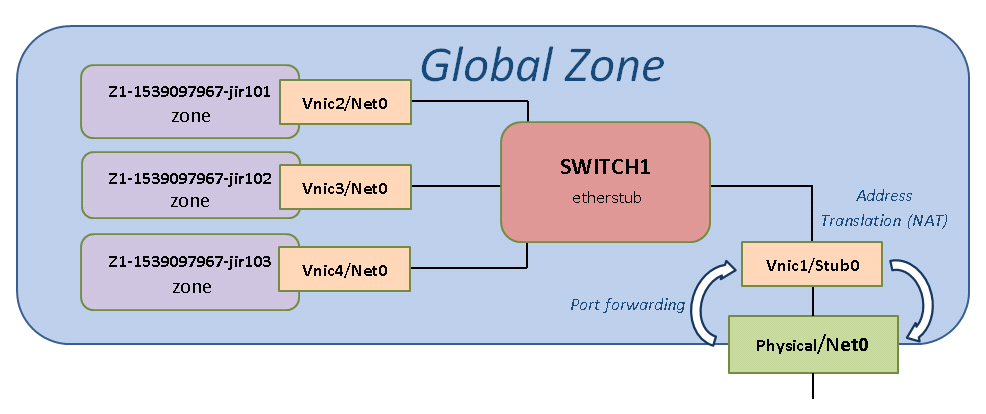 Global Zone
Z1-1539097967-jir101
zone
Vnic2/Net0
Z1-1539097967-jir102
zone
Vnic3/Net0
Z1-1539097967-jir103
zone
Vnic4/Net0
SWITCH1
etherstub
Address
Translation (NAT)
Vnic1/Stub0
Port forwarding
Physical/Net0